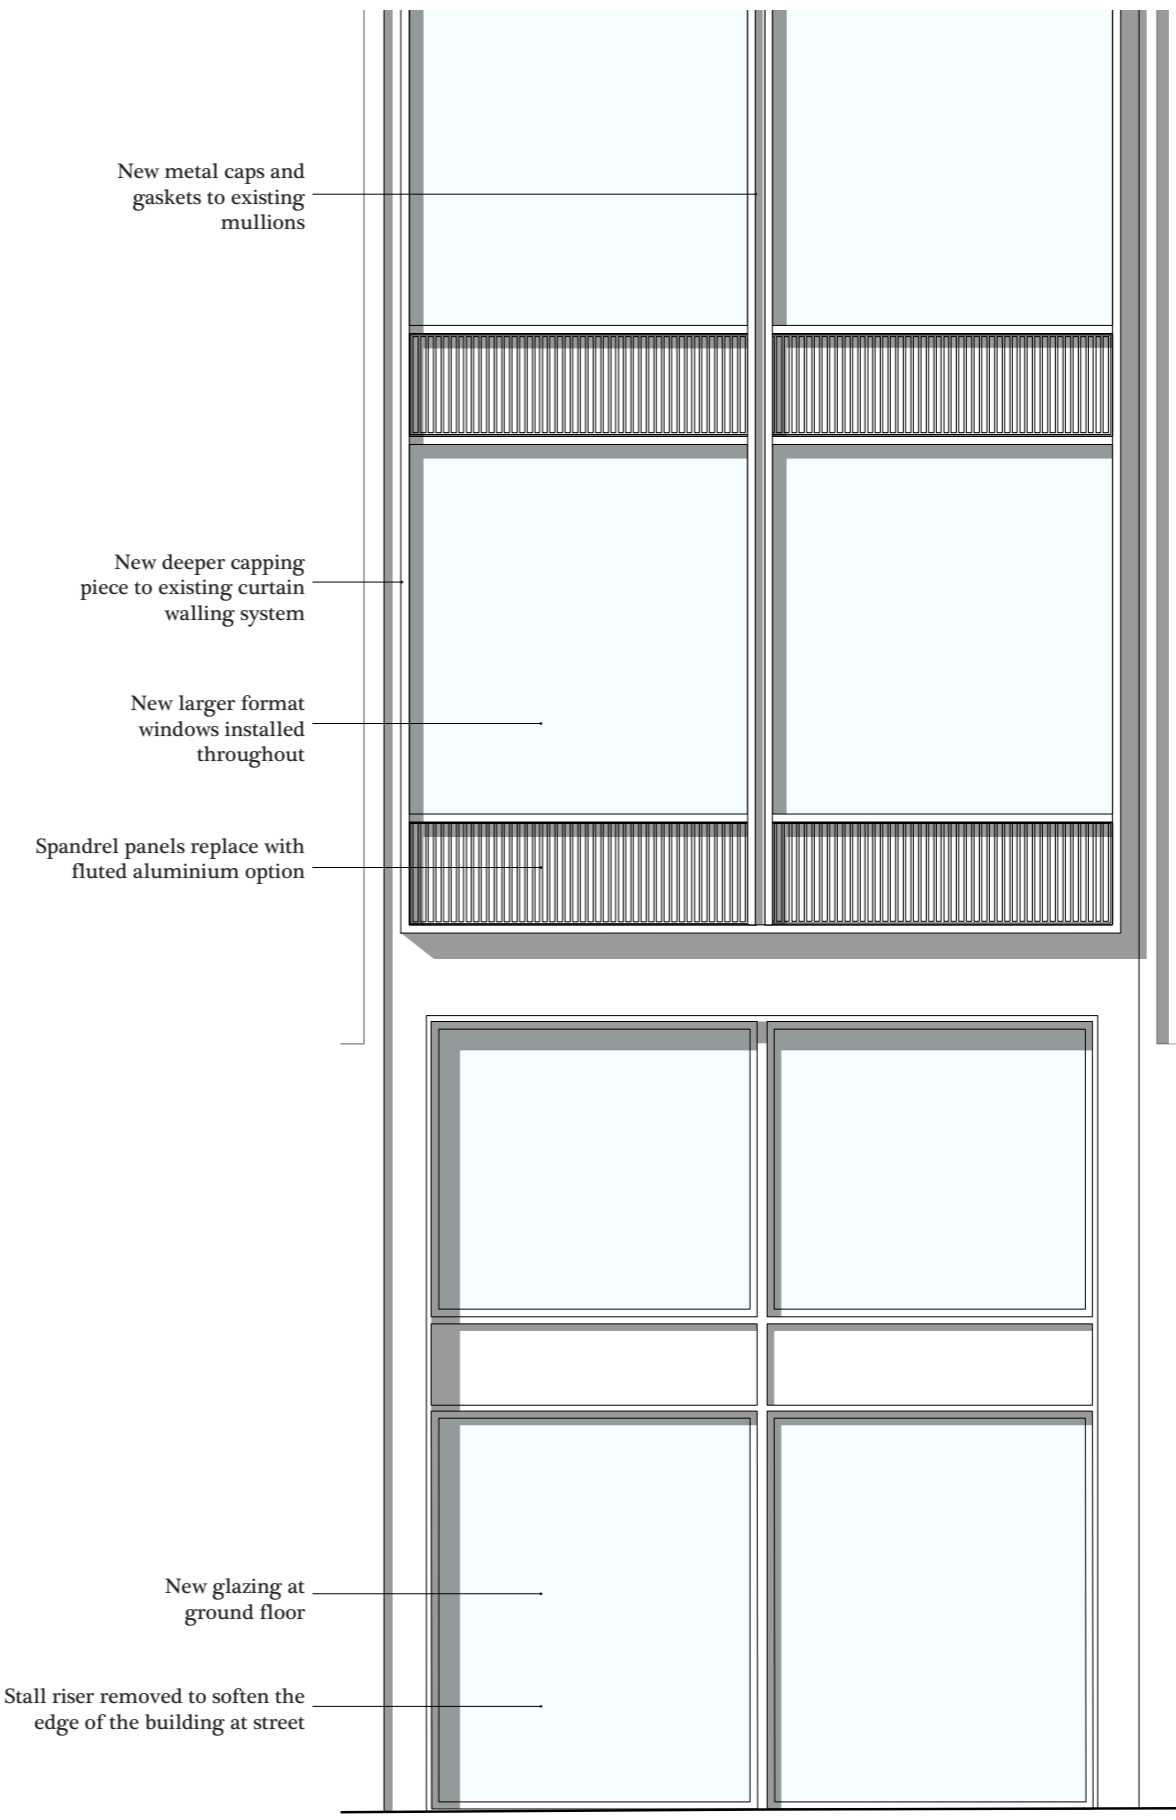 New metal caps and
gaskets to existing
mullions
New deeper capping
piece to existing curtain
walling system
New larger format
windows installed
throughout
Spandrel panels replace with
fluted aluminium option
New glazing at
ground floor
Stall riser removed to soften the
edge of the building at street